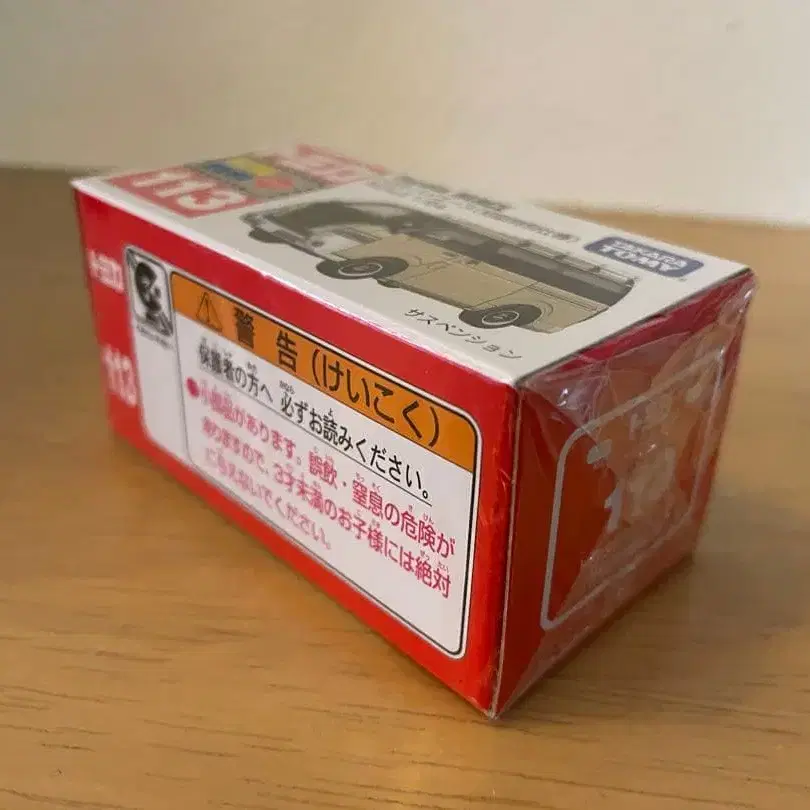 113
TAKARA
TOMY
サスペンション
トミカ
113
警告（けいこく）
保護者の方へ 必ずお読みください。
●小部品があります。誤飲・窒息の危険が
ありますので、3才未満のお子様には絶対
に与えないでください。
113